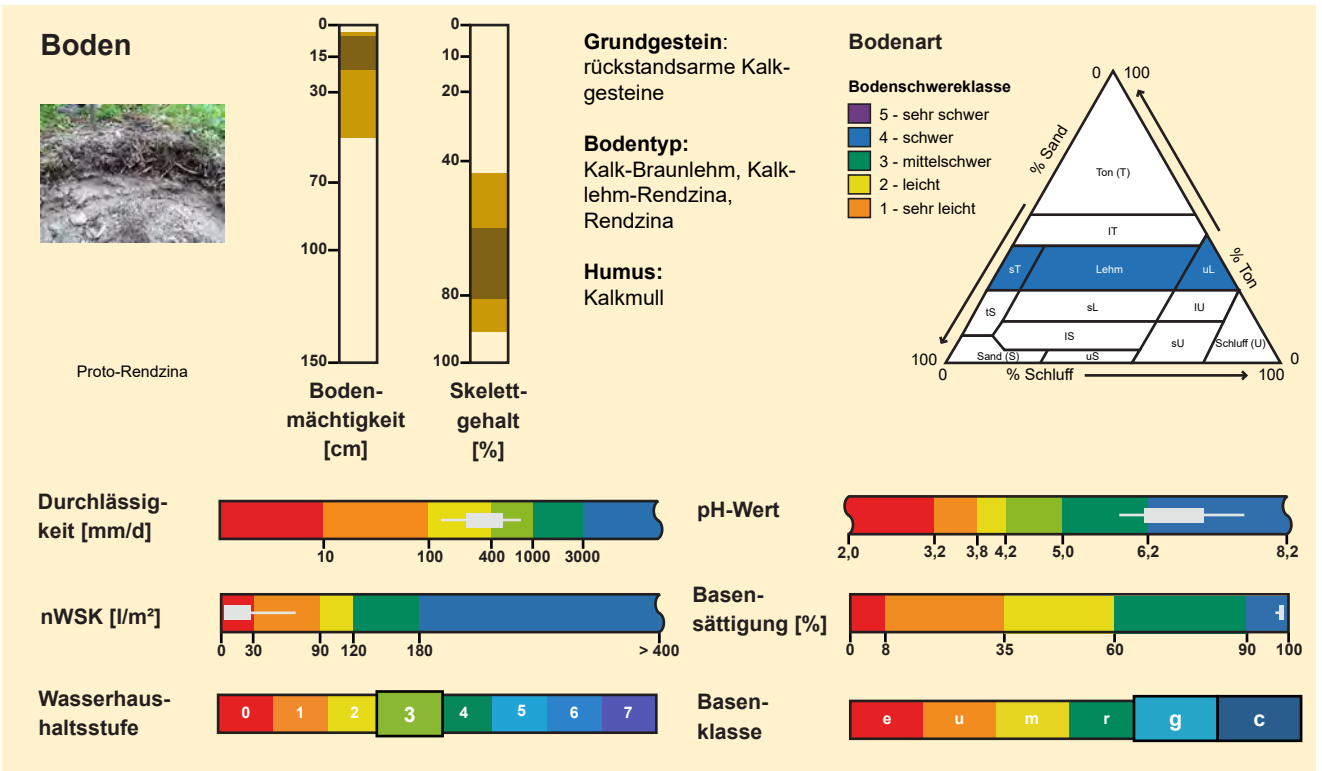 Boden
Proto-Rendzina
0
15
30
70
100
150
Boden-
mächtigkeit
[cm]
0
10
20
40
80
100
Skelett-
gehalt
[%]
Grundgestein:
rückstandsarme Kalk-
gesteine
Bodentyp:
Kalk-Braunlehm, Kalk-
lehm-Rendzina,
Rendzina
Humus:
Kalkmull
Bodenart
Bodenschwereklasse
5 - sehr schwer
4 - schwer
3 - mittelschwer
2 - leicht
1 - sehr leicht
0 100
% Sand
Ton (T)
lT
% Ton
sT Lehm uL
tS sL lU
lS sU Schluff (U)
Sand (S) uS
100 0
0 % Schluff 100
Durchlässig-
keit [mm/d]
10 100 400 1000 3000
pH-Wert
2,0 3,2 3,8 4,2 5,0 6,2 8,2
nWSK [l/m²]
0 30 90 120 180 > 400
Basen-
sättigung [%]
0 8 35 60 90 100
Wasserhaus-
haltsstufe
0 1 2 3 4 5 6 7
Basen-
klasse
e u m r g c